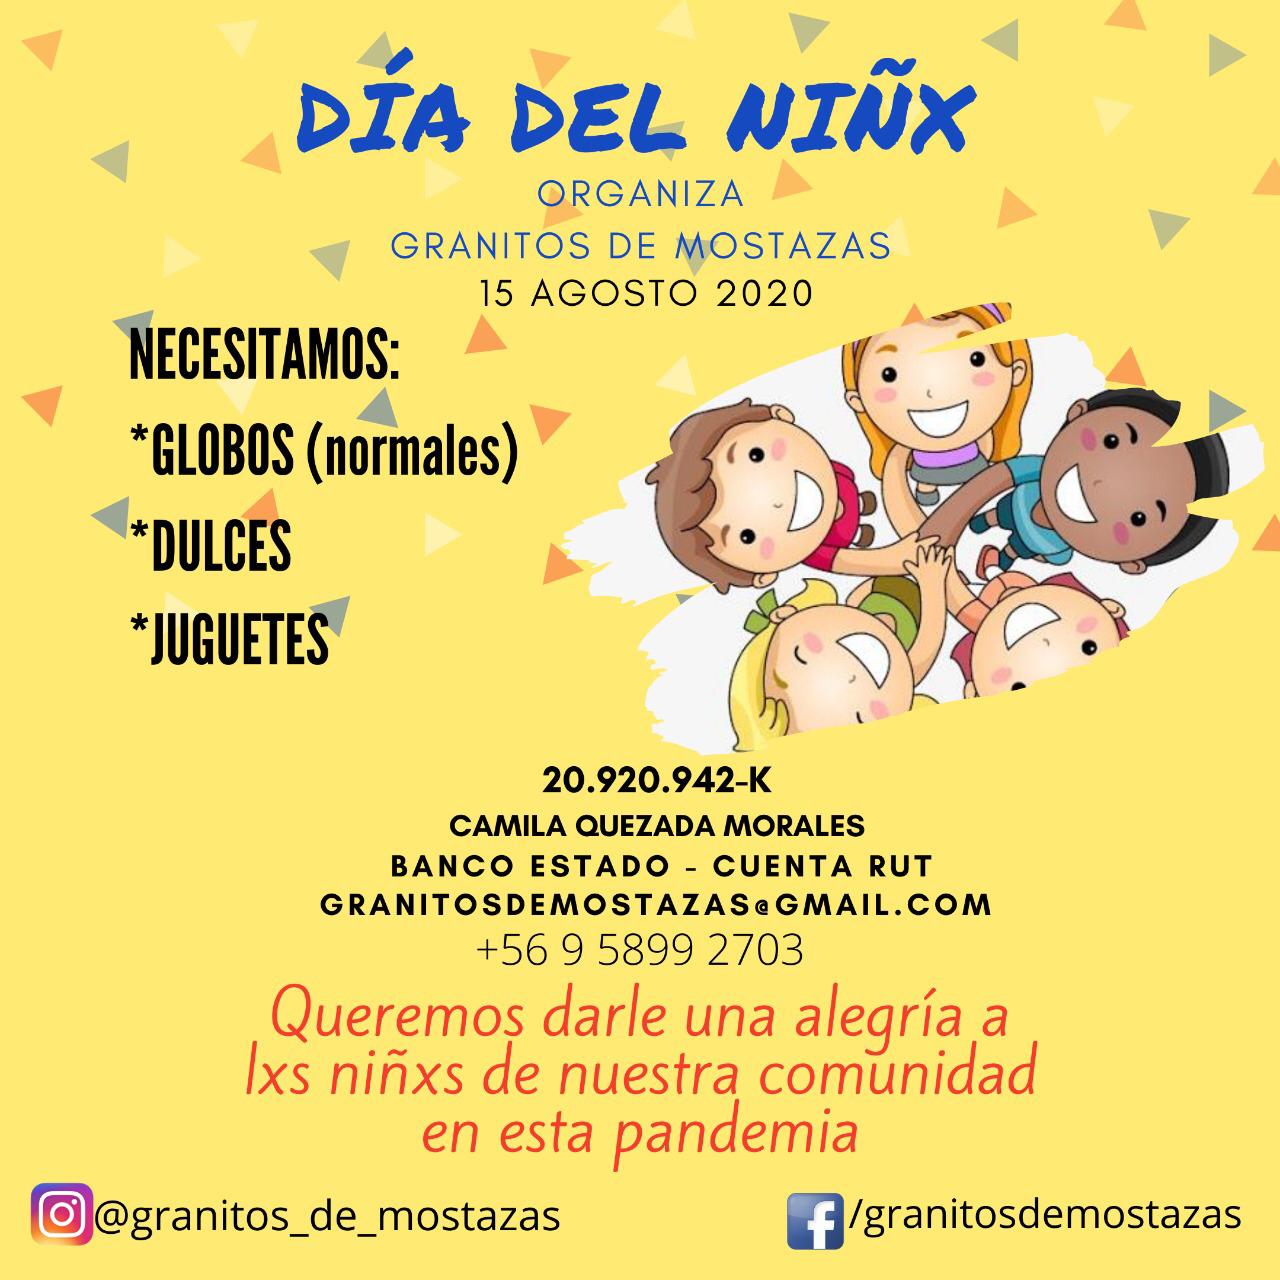 DÍA DEL NIÑX
ORGANIZA
GRANITOS DE MOSTAZAS
15 AGOSTO 2020
NECESITAMOS:
*GLOBOS (normales)
*DULCES
*JUGUETES
20.920.942-K
CAMILA QUEZADA MORALES
BANCO ESTADO - CUENTA RUT
GRANITOSDEMOSTAZAS@GMAIL.COM
+56 9 5899 2703
Queremos darle una alegría a
lxs niñxs de nuestra comunidad
en esta pandemia
@granitos_de_mostazas
/granitosdemostazas